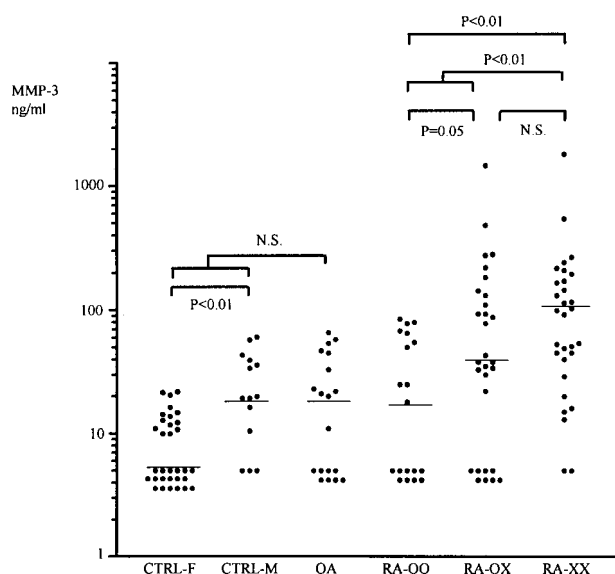 P<0.01
P<0.01
MMP-3
ng/ml
P=0.05
N.S.
1000
N.S.
P<0.01
100
10
1
CTRL-F CTRL-M OA RA-OO RA-OX RA-XX